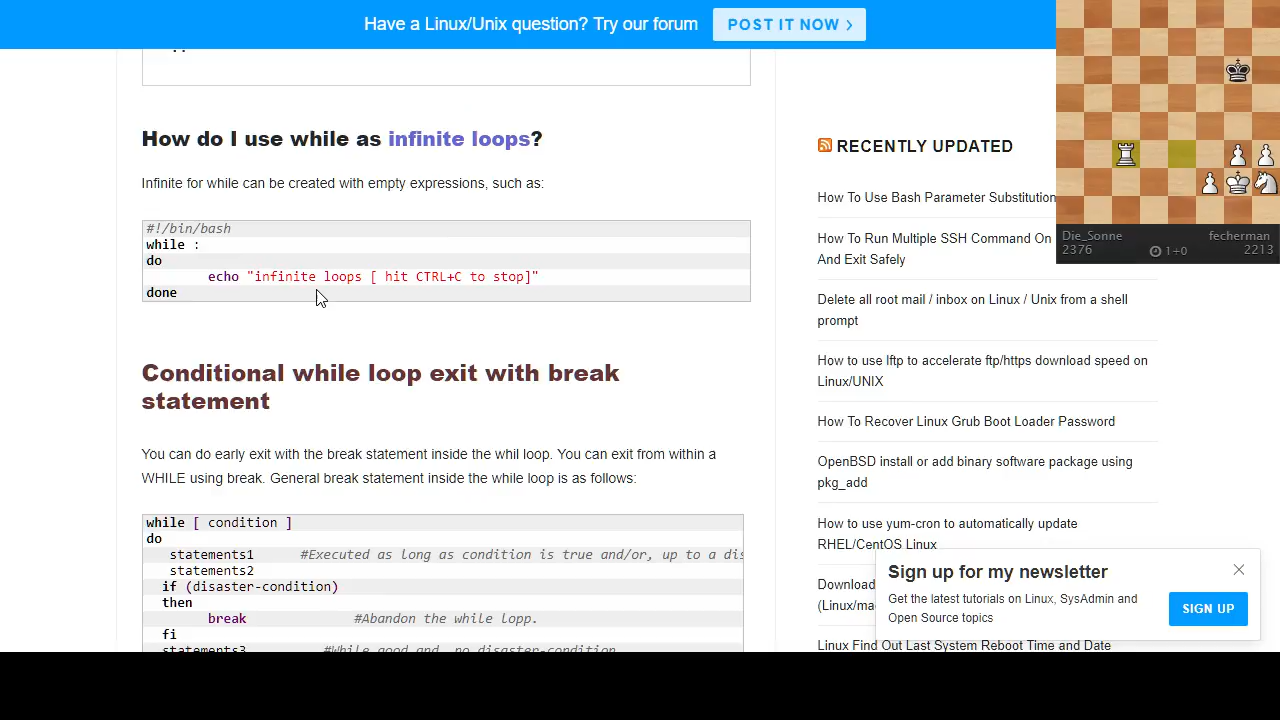 Have a Linux/Unix question? Try our forum
POST IT NOW >
How do I use while as infinite loops?
Infinite for while can be created with empty expressions, such as:
#!/bin/bash
while :
do
echo "infinite loops [ hit CTRL+C to stop]"
done
Conditional while loop exit with break
statement
You can do early exit with the break statement inside the whil loop. You can exit from within a
WHILE using break. General break statement inside the while loop is as follows:
while [ condition ]
do
statements1 #Executed as long as condition is true and/or, up to a dis
statements2
if (disaster-condition)
then
break #Abandon the while lopp.
fi
statements3 #While good and, no disaster-condition
RECENTLY UPDATED
How To Use Bash Parameter Substitution
How To Run Multiple SSH Command On
And Exit Safely
Delete all root mail / inbox on Linux / Unix from a shell
prompt
How to use lftp to accelerate ftp/https download speed on
Linux/UNIX
How To Recover Linux Grub Boot Loader Password
OpenBSD install or add binary software package using
pkg_add
How to use yum-cron to automatically update
RHEL/CentOS Linux
Download
(Linux/ma
Linux Find Out Last System Reboot Time and Date
Die_Sonne fecherman
2376 1+0 2213
Sign up for my newsletter
Get the latest tutorials on Linux, SysAdmin and
Open Source topics
SIGN UP